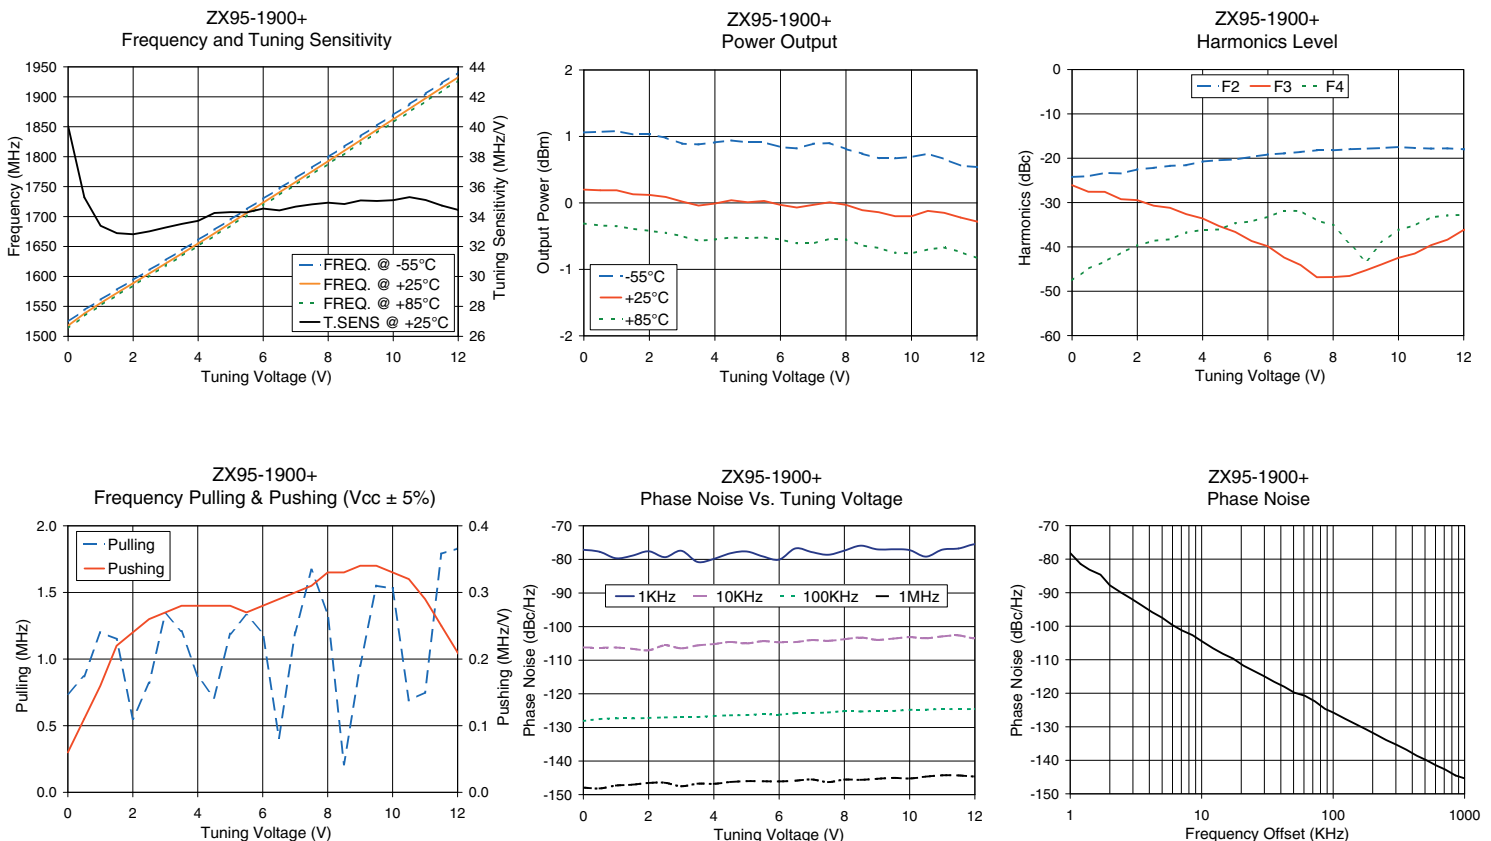 ZX95-1900+
Frequency and Tuning Sensitivity
1950
1900
1850
1800
1750
1700
1650
1600
1550
1500
Frequency (MHz)
44
42
40
38
36
34
32
30
28
26
Tuning Sensitivity (MHz/V)
FREQ. @ -55°C
FREQ. @ +25°C
FREQ. @ +85°C
T.SENS @ +25°C
0 2 4 6 8 10 12
Tuning Voltage (V)
ZX95-1900+
Power Output
2
1
0
-1
-2
Output Power (dBm)
-55°C
+25°C
+85°C
0 2 4 6 8 10 12
Tuning Voltage (V)
ZX95-1900+
Harmonics Level
0
-10
-20
-30
-40
-50
-60
Harmonics (dBc)
F2 F3 F4
0 2 4 6 8 10 12
Tuning Voltage (V)
ZX95-1900+
Frequency Pulling & Pushing (Vcc ± 5%)
2.0
1.5
1.0
0.5
0.0
Pulling (MHz)
0.4
0.3
0.2
0.1
0.0
Pushing (MHz/V)
Pulling
Pushing
0 2 4 6 8 10 12
Tuning Voltage (V)
ZX95-1900+
Phase Noise Vs. Tuning Voltage
-70
-80
-90
-100
-110
-120
-130
-140
-150
Phase Noise (dBc/Hz)
1KHz 10KHz 100KHz 1MHz
0 2 4 6 8 10 12
Tuning Voltage (V)
ZX95-1900+
Phase Noise
-70
-80
-90
-100
-110
-120
-130
-140
-150
Phase Noise (dBc/Hz)
1 10 100 1000
Frequency Offset (KHz)